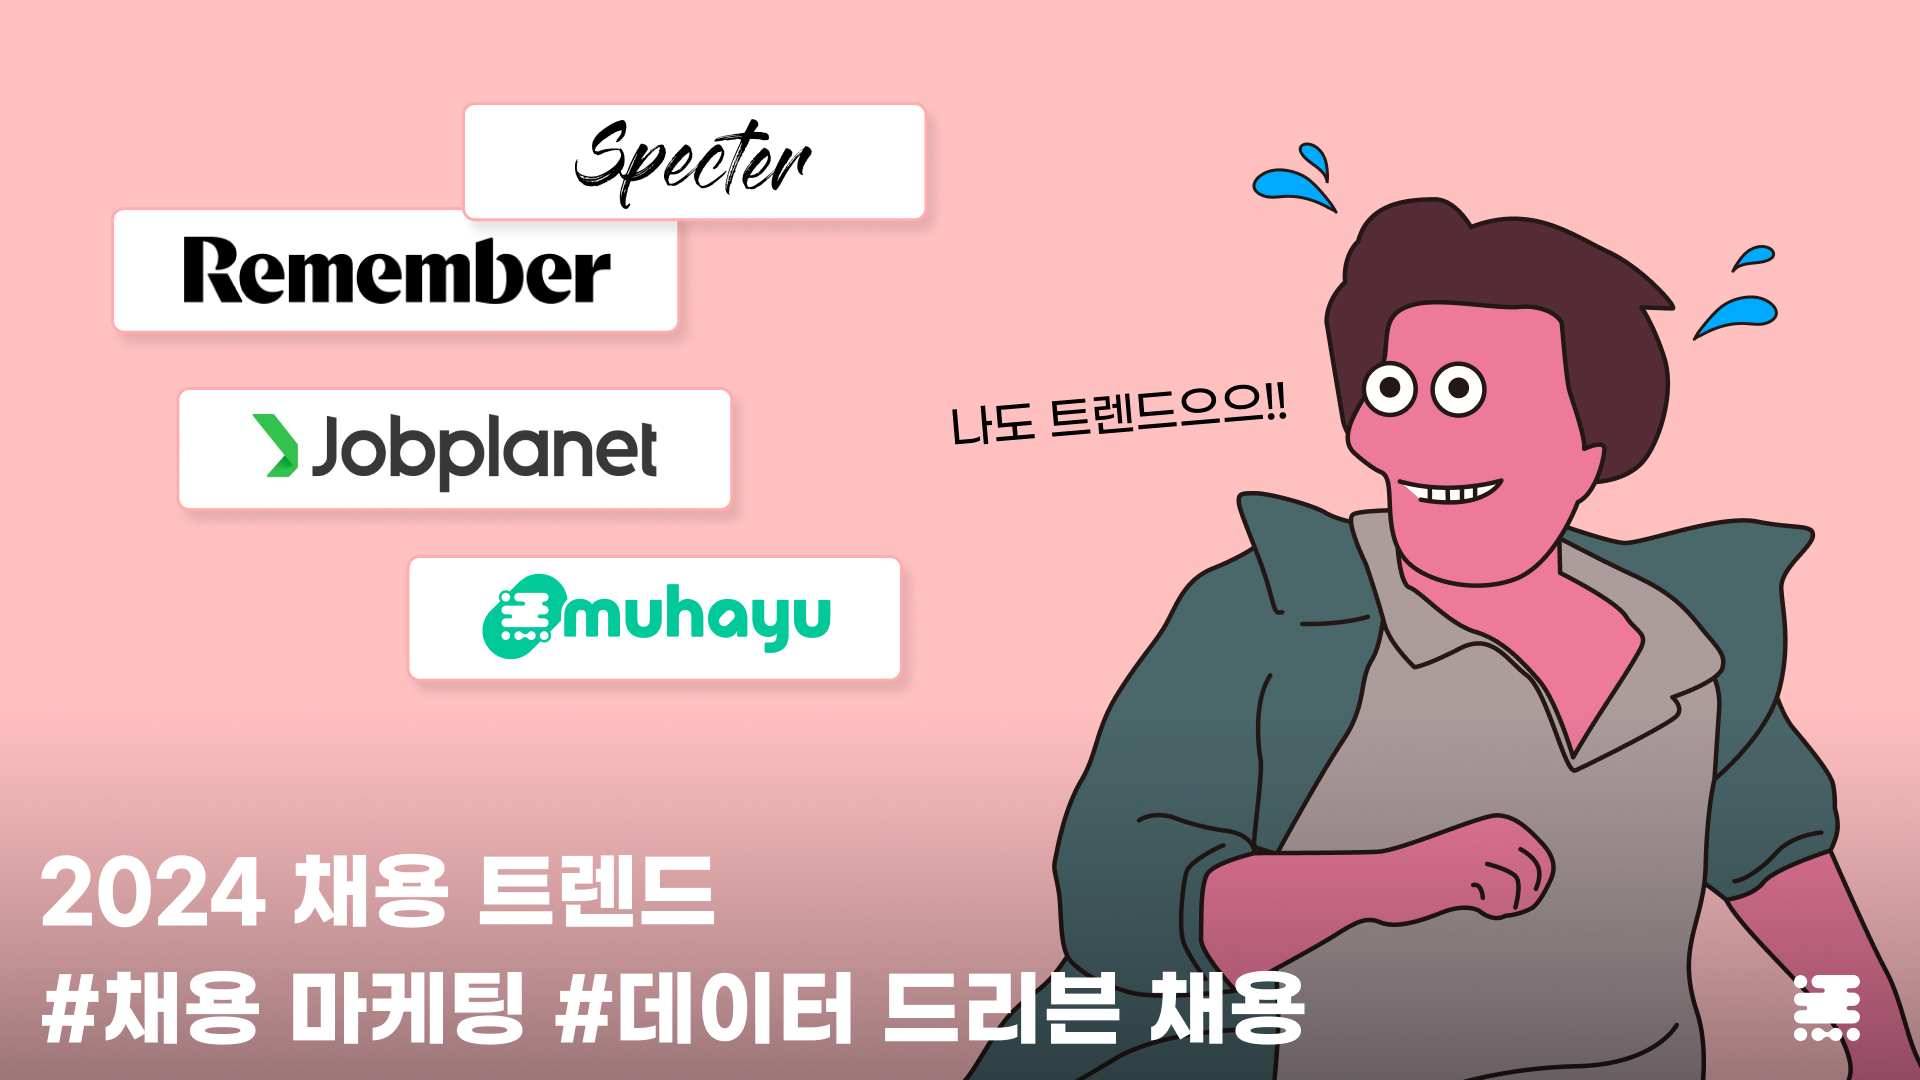 Specter
Remember
Jobplanet
muhayu
나도 트렌드으으!!
2024 채용 트렌드
#채용 마케팅 #데이터 드리븐 채용